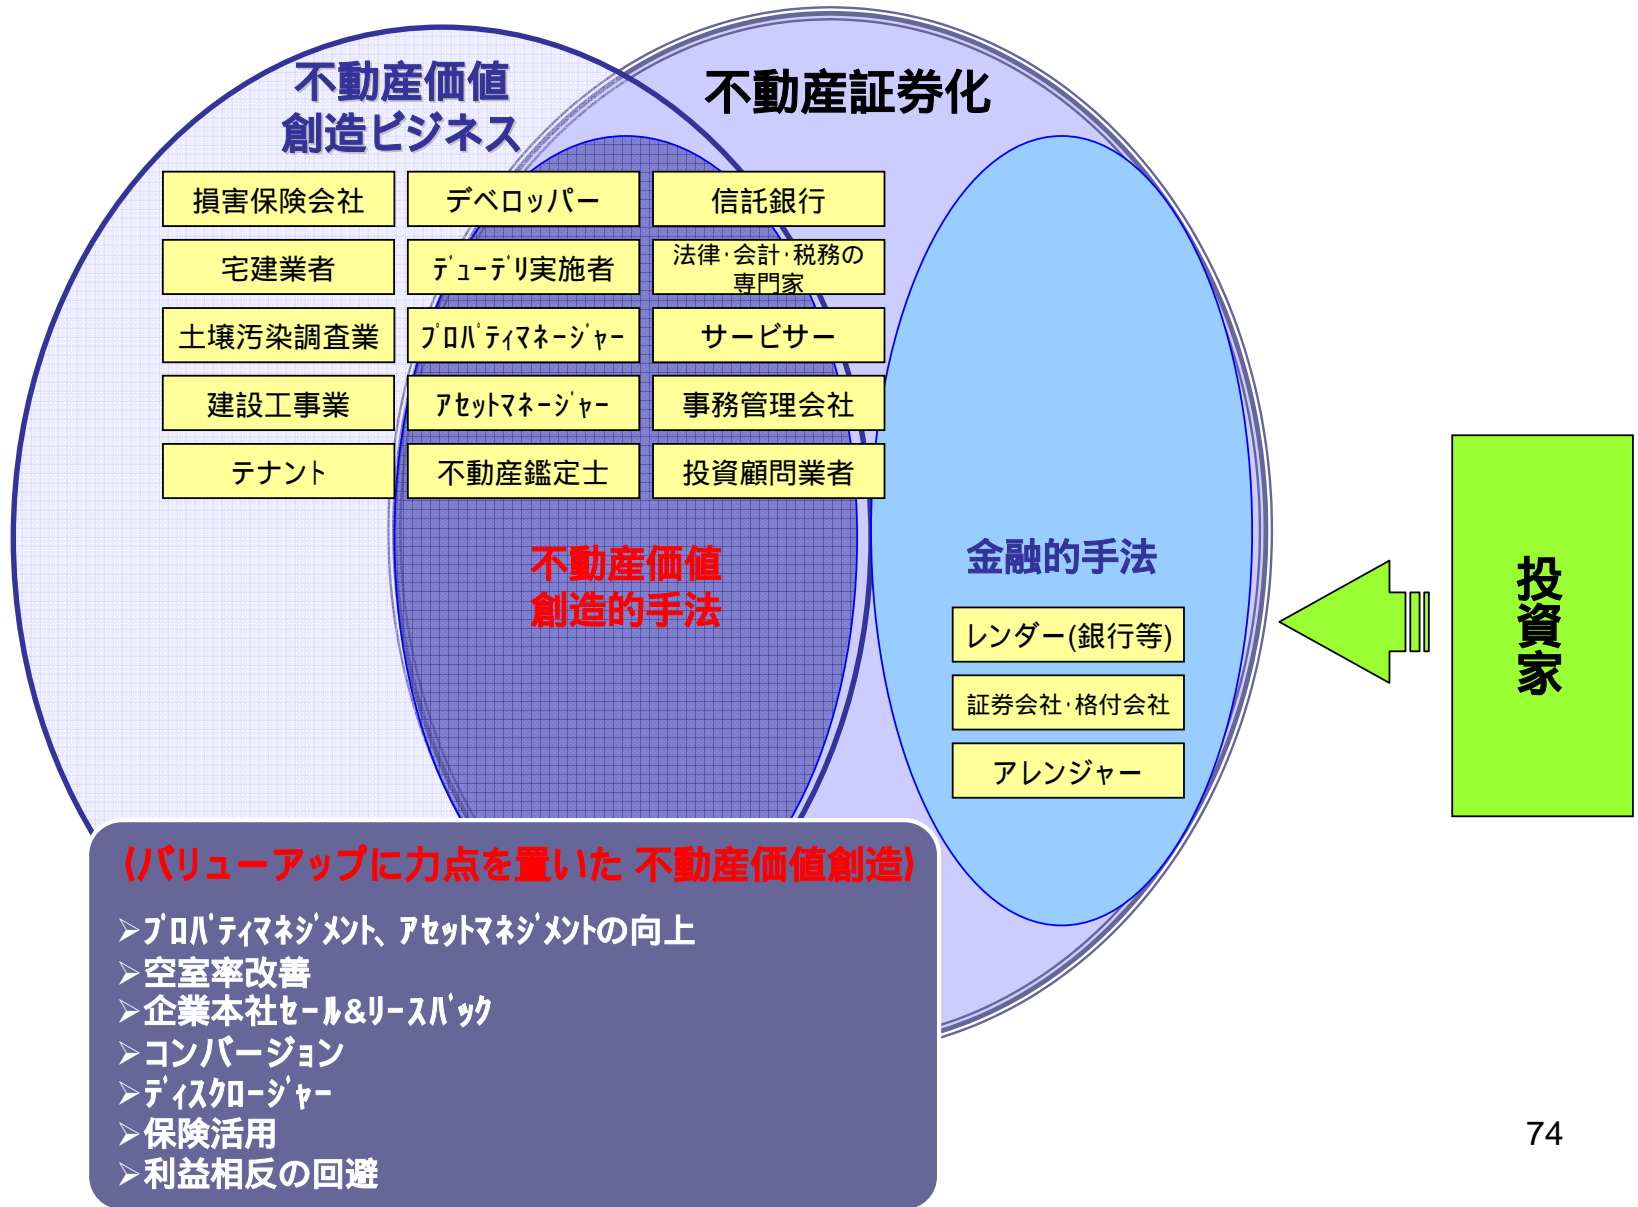 不動産価値
創造ビジネス
不動産証券化
損害保険会社
デベロッパー
信託銀行
宅建業者
ﾃﾞｭｰﾃﾞﾘ実施者
法律･会計･税務の
専門家
土壌汚染調査業
ﾌﾟﾛﾊﾟﾃｨﾏﾈｰｼﾞｬｰ
サービサー
建設工事業
ｱｾｯﾄﾏﾈｰｼﾞｬｰ
事務管理会社
テナント
不動産鑑定士
投資顧問業者
不動産価値
創造的手法
金融的手法
レンダー(銀行等)
証券会社･格付会社
アレンジャー
投資家
(バリューアップに力点を置いた 不動産価値創造)
➢ﾌﾟﾛﾊﾟﾃｨﾏﾈｼﾞﾒﾝﾄ、ｱｾｯﾄﾏﾈｼﾞﾒﾝﾄの向上
➢空室率改善
➢企業本社ｾｰﾙ&ﾘｰｽﾊﾞｯｸ
➢コンバージョン
➢ﾃﾞｨｽｸﾛｰｼﾞｬｰ
➢保険活用
➢利益相反の回避
74